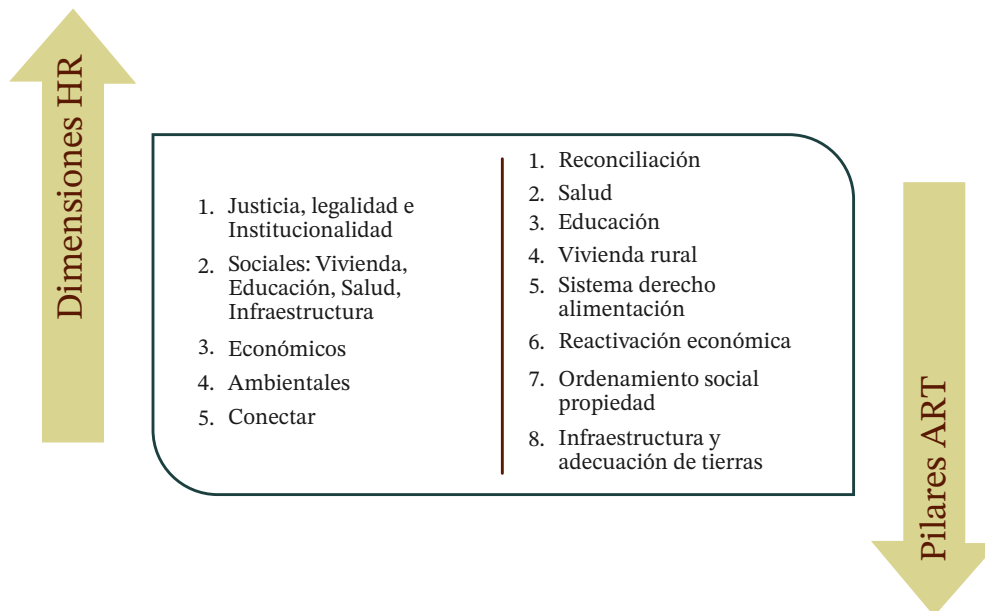 Dimensiones HR
1. Justicia, legalidad e
Institucionalidad
2. Sociales: Vivienda,
Educación, Salud,
Infraestructura
3. Económicos
4. Ambientales
5. Conectar
1. Reconciliación
2. Salud
3. Educación
4. Vivienda rural
5. Sistema derecho
alimentación
6. Reactivación económica
7. Ordenamiento social
propiedad
8. Infraestructura y
adecuación de tierras
Pilares ART